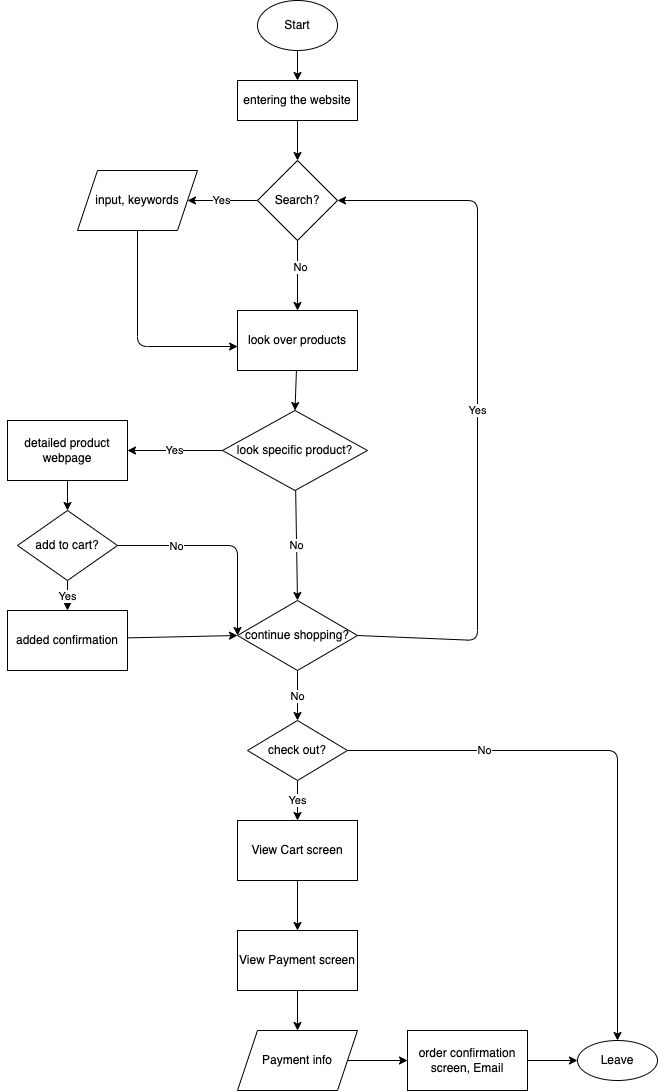 Start
entering the website
Search?
Yes
input, keywords
No
look over products
Yes
look specific product?
Yes
detailed product
webpage
add to cart?
No
No
Yes
added confirmation
continue shopping?
No
check out?
No
Yes
View Cart screen
View Payment screen
Payment info
order confirmation
screen, Email
Leave